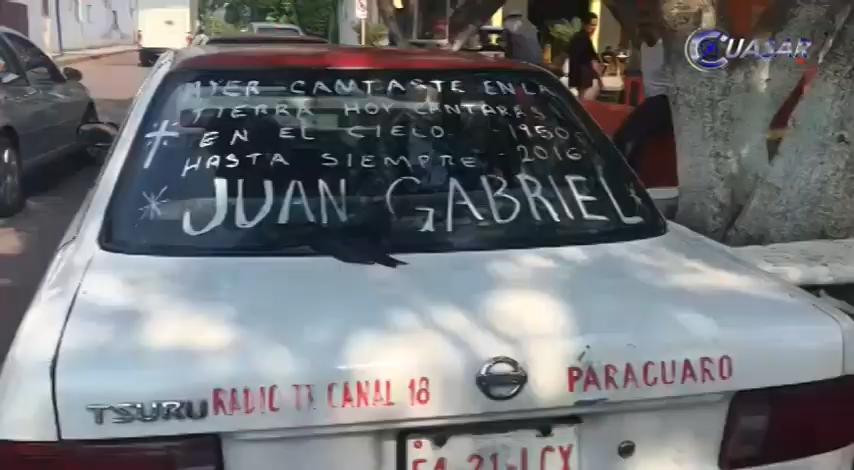 CUASAR
AYER CANTASTE EN LA
TIERRA HOY CANTARAS
EN EL CIELO 1950
HASTA SIEMPRE - 2016
JUAN GABRIEL
TSURU RADIO TX CANAL 18 PARACUARO